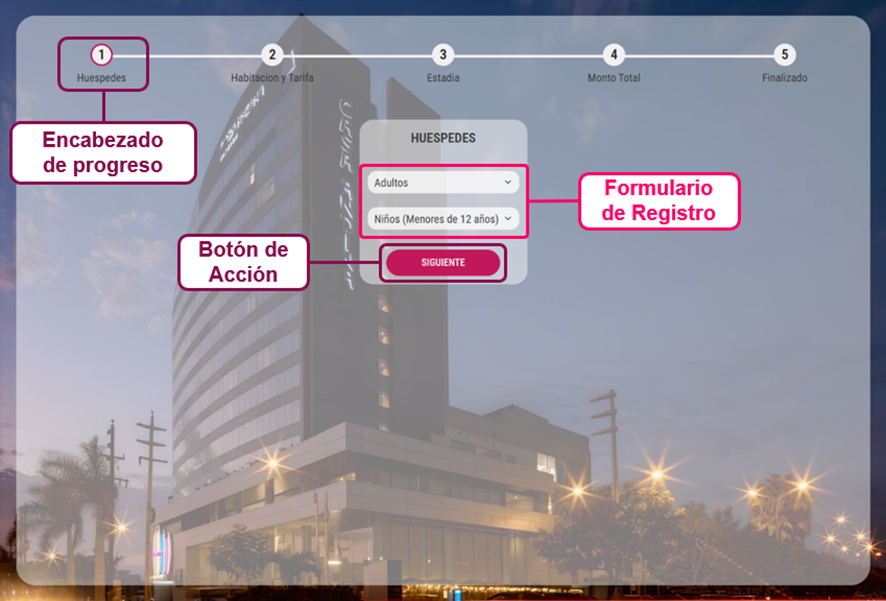 1
2
3
4
5
Huespedes
Habitacion y Tarifa
Estadia
Monto Total
Finalizado
Encabezado
de progreso
HUESPEDES
Adultos
Niños (Menores de 12 años)
Formulario
de Registro
Botón de
Acción
SIGUIENTE